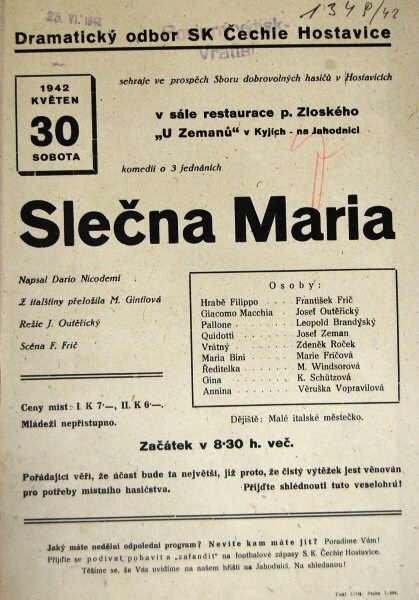 1348/42
23. VI. 1942
Dramatický odbor SK Čechie Hostavice
1942
KVĚTEN
30
SOBOTA
sehraje ve prospěch Sboru dobrovolných hasičů v Hostavicích
v sále restaurace p. Zloského
„U Zemanů“ v Kyjích - na Jahodnici
komedii o 3 jednáních
Slečna Maria
Napsal Dario Nicodemi
Z italštiny přeložila M. Gintlová
Režie J. Outěřický
Scéna F. Frič
Osoby:
Hrabě Filippo František Frič
Giacomo Macchia Josef Outěřický
Pallone Leopold Brandýský
Quidotti Josef Zeman
Vrátný Zdeněk Roček
Maria Bini Marie Fričová
Ředitelka M. Windsorová
Gina K. Schützová
Annina Věruška Vopravilová
Ceny míst: I. K 7·—, II. K 6·—.
Mládeži nepřístupno.
Dějiště: Malé italské městečko.
Začátek v 8·30 h. več.
Pořádající věří, že účast bude ta největší, již proto, že čistý výtěžek jest věnován
pro potřeby místního hasičstva. Přijďte shlédnouti tuto veselohru!
Jaký máte nedělní odpolední program? Nevíte kam máte jít? Poradíme Vám!
Přijďte se podívat, pobavit a „zafandit“ na footbalové zápasy S. K. Čechie Hostavice.
Těšíme se, že Vás uvidíme na našem hřišti na Jahodnici. Na shledanou!